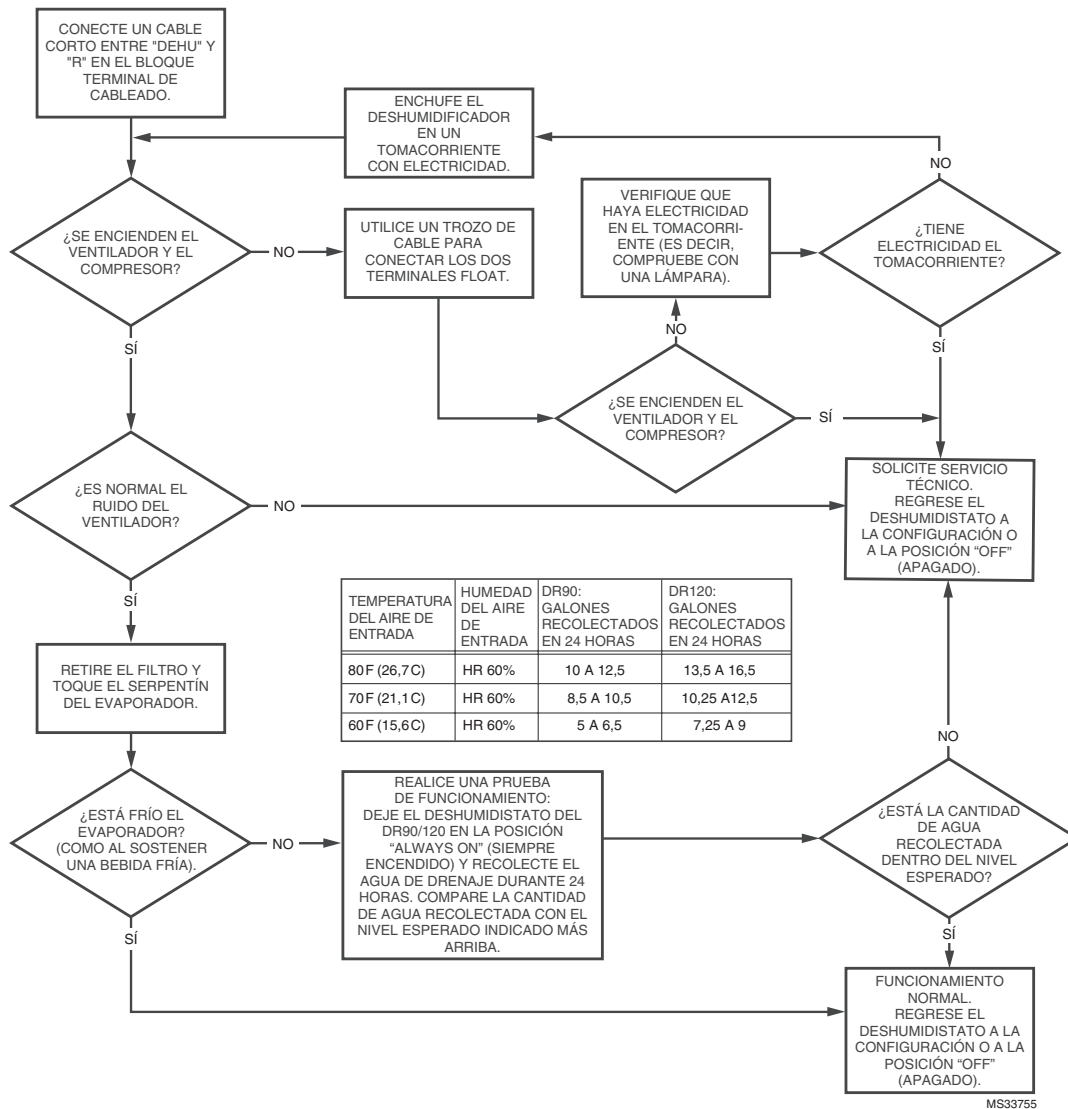 CONECTE UN CABLE
CORTO ENTRE "DEHU" Y
"R" EN EL BLOQUE
TERMINAL DE
CABLEADO.
ENCHUFE EL
DESHUMIDIFICADOR
EN UN
TOMACORRIENTE
CON ELECTRICIDAD.
NO
¿SE ENCIENDEN EL
VENTILADOR Y EL
COMPRESOR?
NO
UTILICE UN TROZO DE
CABLE PARA
CONECTAR LOS DOS
TERMINALES FLOAT.
VERIFIQUE QUE
HAYA ELECTRICIDAD
EN EL TOMACORRI-
ENTE (ES DECIR,
COMPRUEBE CON
UNA LÁMPARA).
¿TIENE
ELECTRICIDAD EL
TOMACORRIENTE?
SÍ
NO
SÍ
¿SE ENCIENDEN EL
VENTILADOR Y EL
COMPRESOR?
SÍ
¿ES NORMAL EL
RUIDO DEL
VENTILADOR?
NO
SOLICITE SERVICIO
TÉCNICO.
REGRESE EL
DESHUMIDISTATO A
LA CONFIGURACIÓN O
A LA POSICIÓN “OFF”
(APAGADO).
SÍ
TEMPERATURA
DEL AIRE DE
ENTRADA
HUMEDAD
DEL AIRE
DE
ENTRADA
DR90:
GALONES
RECOLECTADOS
EN 24 HORAS
DR120:
GALONES
RECOLECTADOS
EN 24 HORAS
80 F (26,7 C) HR 60% 10 A 12,5 13,5 A 16,5
70 F (21,1 C) HR 60% 8,5 A 10,5 10,25 A12,5
60 F (15,6 C) HR 60% 5 A 6,5 7,25 A 9
RETIRE EL FILTRO Y
TOQUE EL SERPENTÍN
DEL EVAPORADOR.
¿ESTÁ FRÍO EL
EVAPORADOR?
(COMO AL SOSTENER
UNA BEBIDA FRÍA).
NO
REALICE UNA PRUEBA
DE FUNCIONAMIENTO:
DEJE EL DESHUMIDISTATO DEL
DR90/120 EN LA POSICIÓN
“ALWAYS ON” (SIEMPRE
ENCENDIDO) Y RECOLECTE EL
AGUA DE DRENAJE DURANTE 24
HORAS. COMPARE LA CANTIDAD
DE AGUA RECOLECTADA CON EL
NIVEL ESPERADO INDICADO MÁS
ARRIBA.
NO
¿ESTÁ LA CANTIDAD
DE AGUA
RECOLECTADA
DENTRO DEL NIVEL
ESPERADO?
SÍ
SÍ
FUNCIONAMIENTO
NORMAL.
REGRESE EL
DESHUMIDISTATO A LA
CONFIGURACIÓN O A LA
POSICIÓN “OFF”
(APAGADO).
MS33755